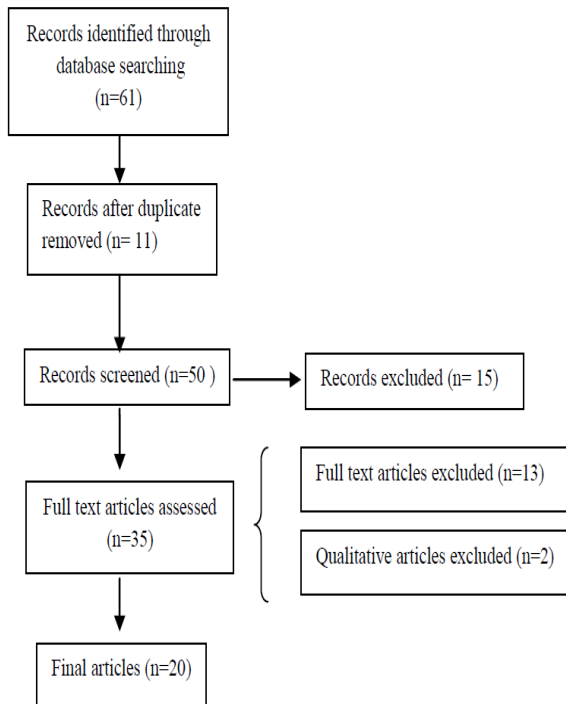 Records identified through
database searching
(n=61)
Records after duplicate
removed (n= 11)
Records screened (n=50 )
Records excluded (n= 15)
Full text articles assessed
(n=35)
Full text articles excluded (n=13)
Qualitative articles excluded (n=2)
Final articles (n=20)